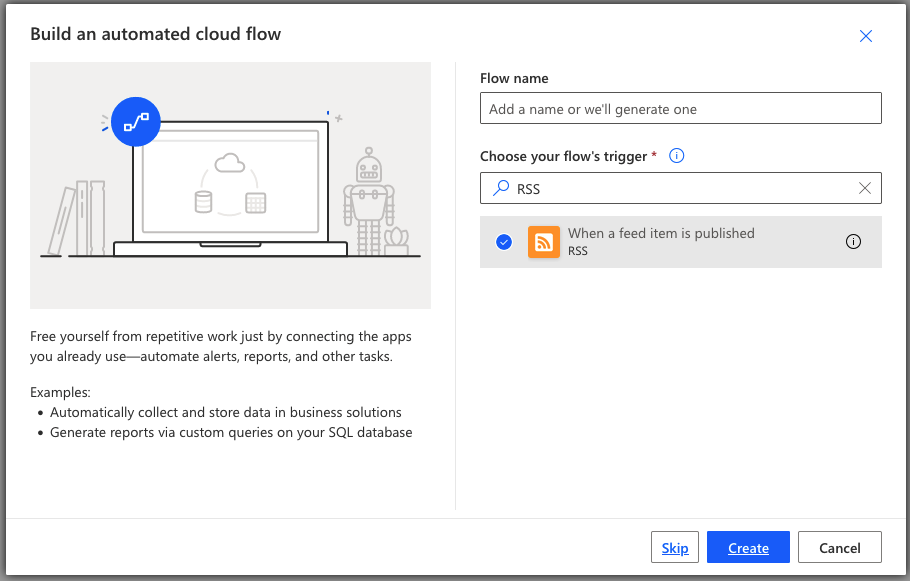 Build an automated cloud flow
Free yourself from repetitive work just by connecting the apps
you already use—automate alerts, reports, and other tasks.
Examples:
• Automatically collect and store data in business solutions
• Generate reports via custom queries on your SQL database
Flow name
Add a name or we'll generate one
Choose your flow's trigger *
RSS
When a feed item is published
RSS
Skip
Create
Cancel